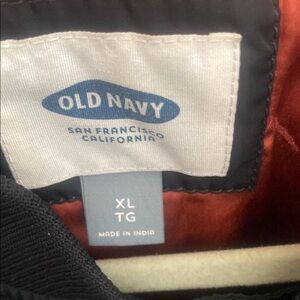 OLD NAVY
SAN FRANCISCO
CALIFORNIA
XL
TG
MADE IN INDIA